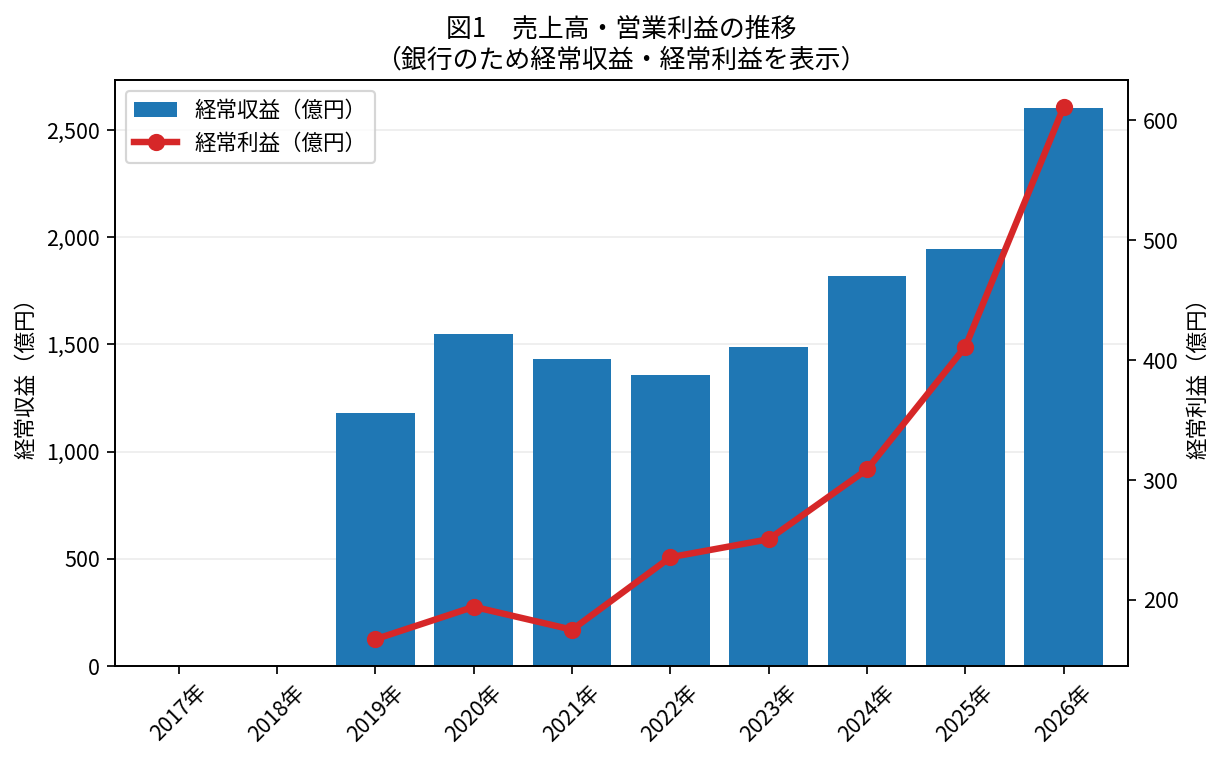 図1　売上高・営業利益の推移
（銀行のため経常収益・経常利益を表示）
経常収益（億円）
経常利益（億円）
経常収益（億円）
2,500
2,000
1,500
1,000
500
0
600
500
400
300
200
経常利益（億円）
2017年
2018年
2019年
2020年
2021年
2022年
2023年
2024年
2025年
2026年